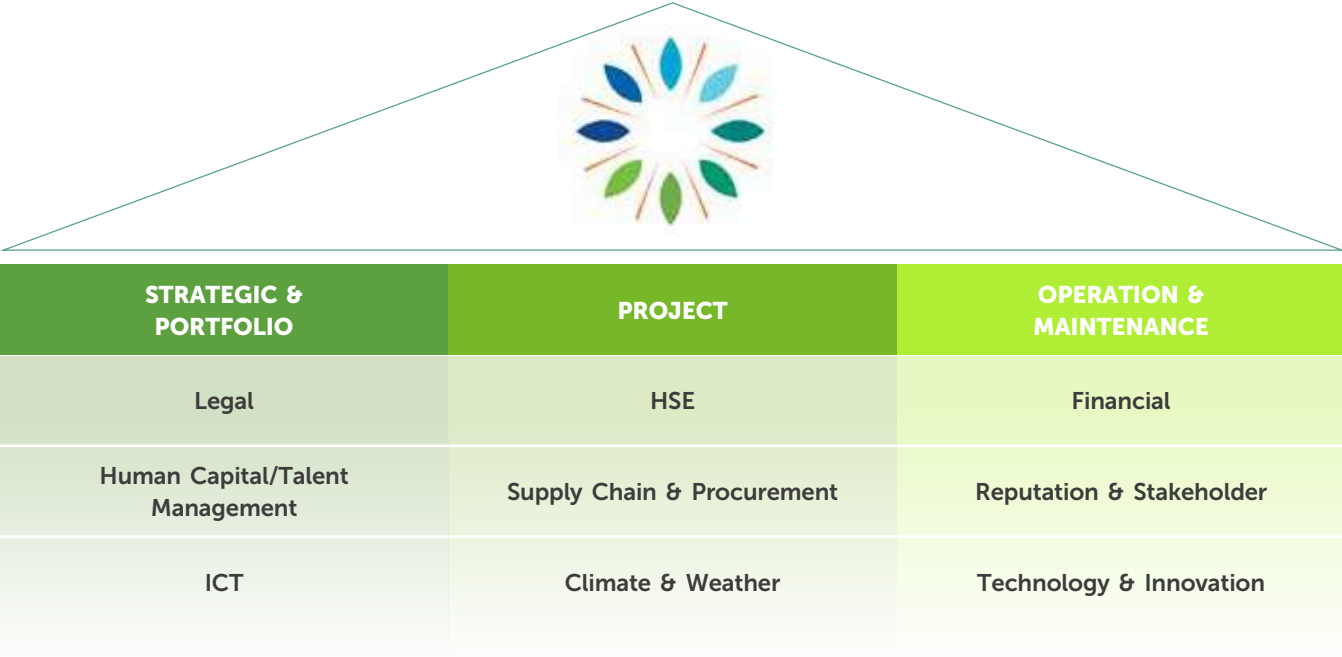 STRATEGIC &
PORTFOLIO
PROJECT
OPERATION &
MAINTENANCE
Legal
HSE
Financial
Human Capital/Talent
Management
Supply Chain & Procurement
Reputation & Stakeholder
ICT
Climate & Weather
Technology & Innovation